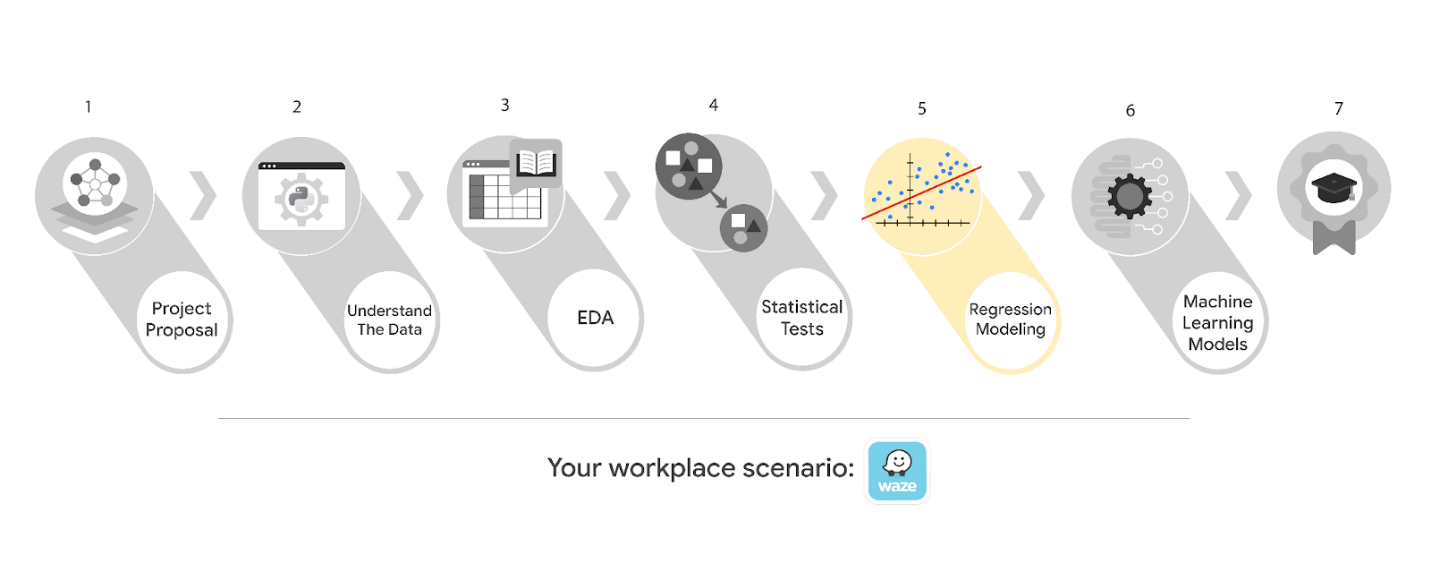 1
2
3
4
5
6
7
Project
Proposal
Understand
The Data
EDA
Statistical
Tests
Regression
Modeling
Machine
Learning
Models
Your workplace scenario:
waze